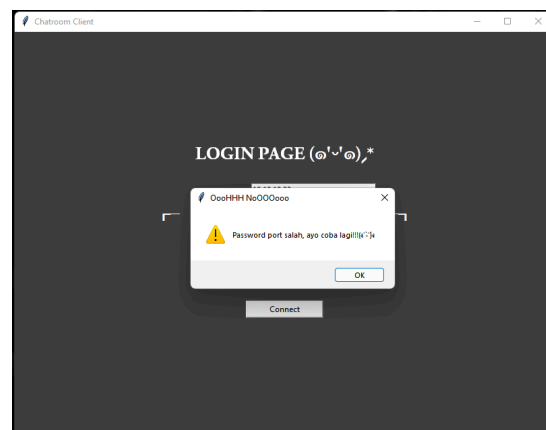 Chatroom Client
LOGIN PAGE (๑'ᵕ'๑)⸝*
OooHHH NoOOOooo
Password port salah, ayo coba lagi!!!
OK
Connect